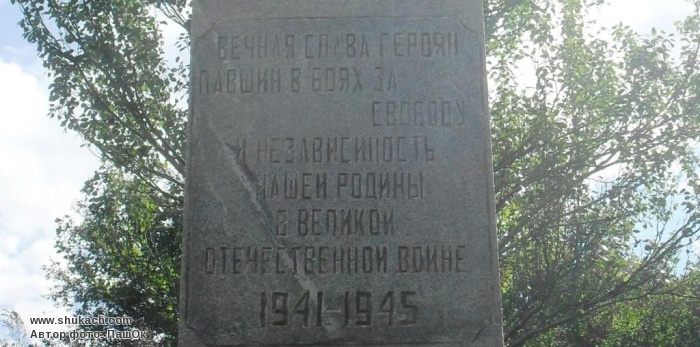 ВЕЧНАЯ СЛАВА ГЕРОЯМ
ПАВШИМ В БОЯХ ЗА
СВОБОДУ
И НЕЗАВИСИМОСТЬ
НАШЕЙ РОДИНЫ
В ВЕЛИКОЙ
ОТЕЧЕСТВЕННОЙ ВОЙНЕ
1941-1945
www.shukach.com
Автор фото: ПашОк